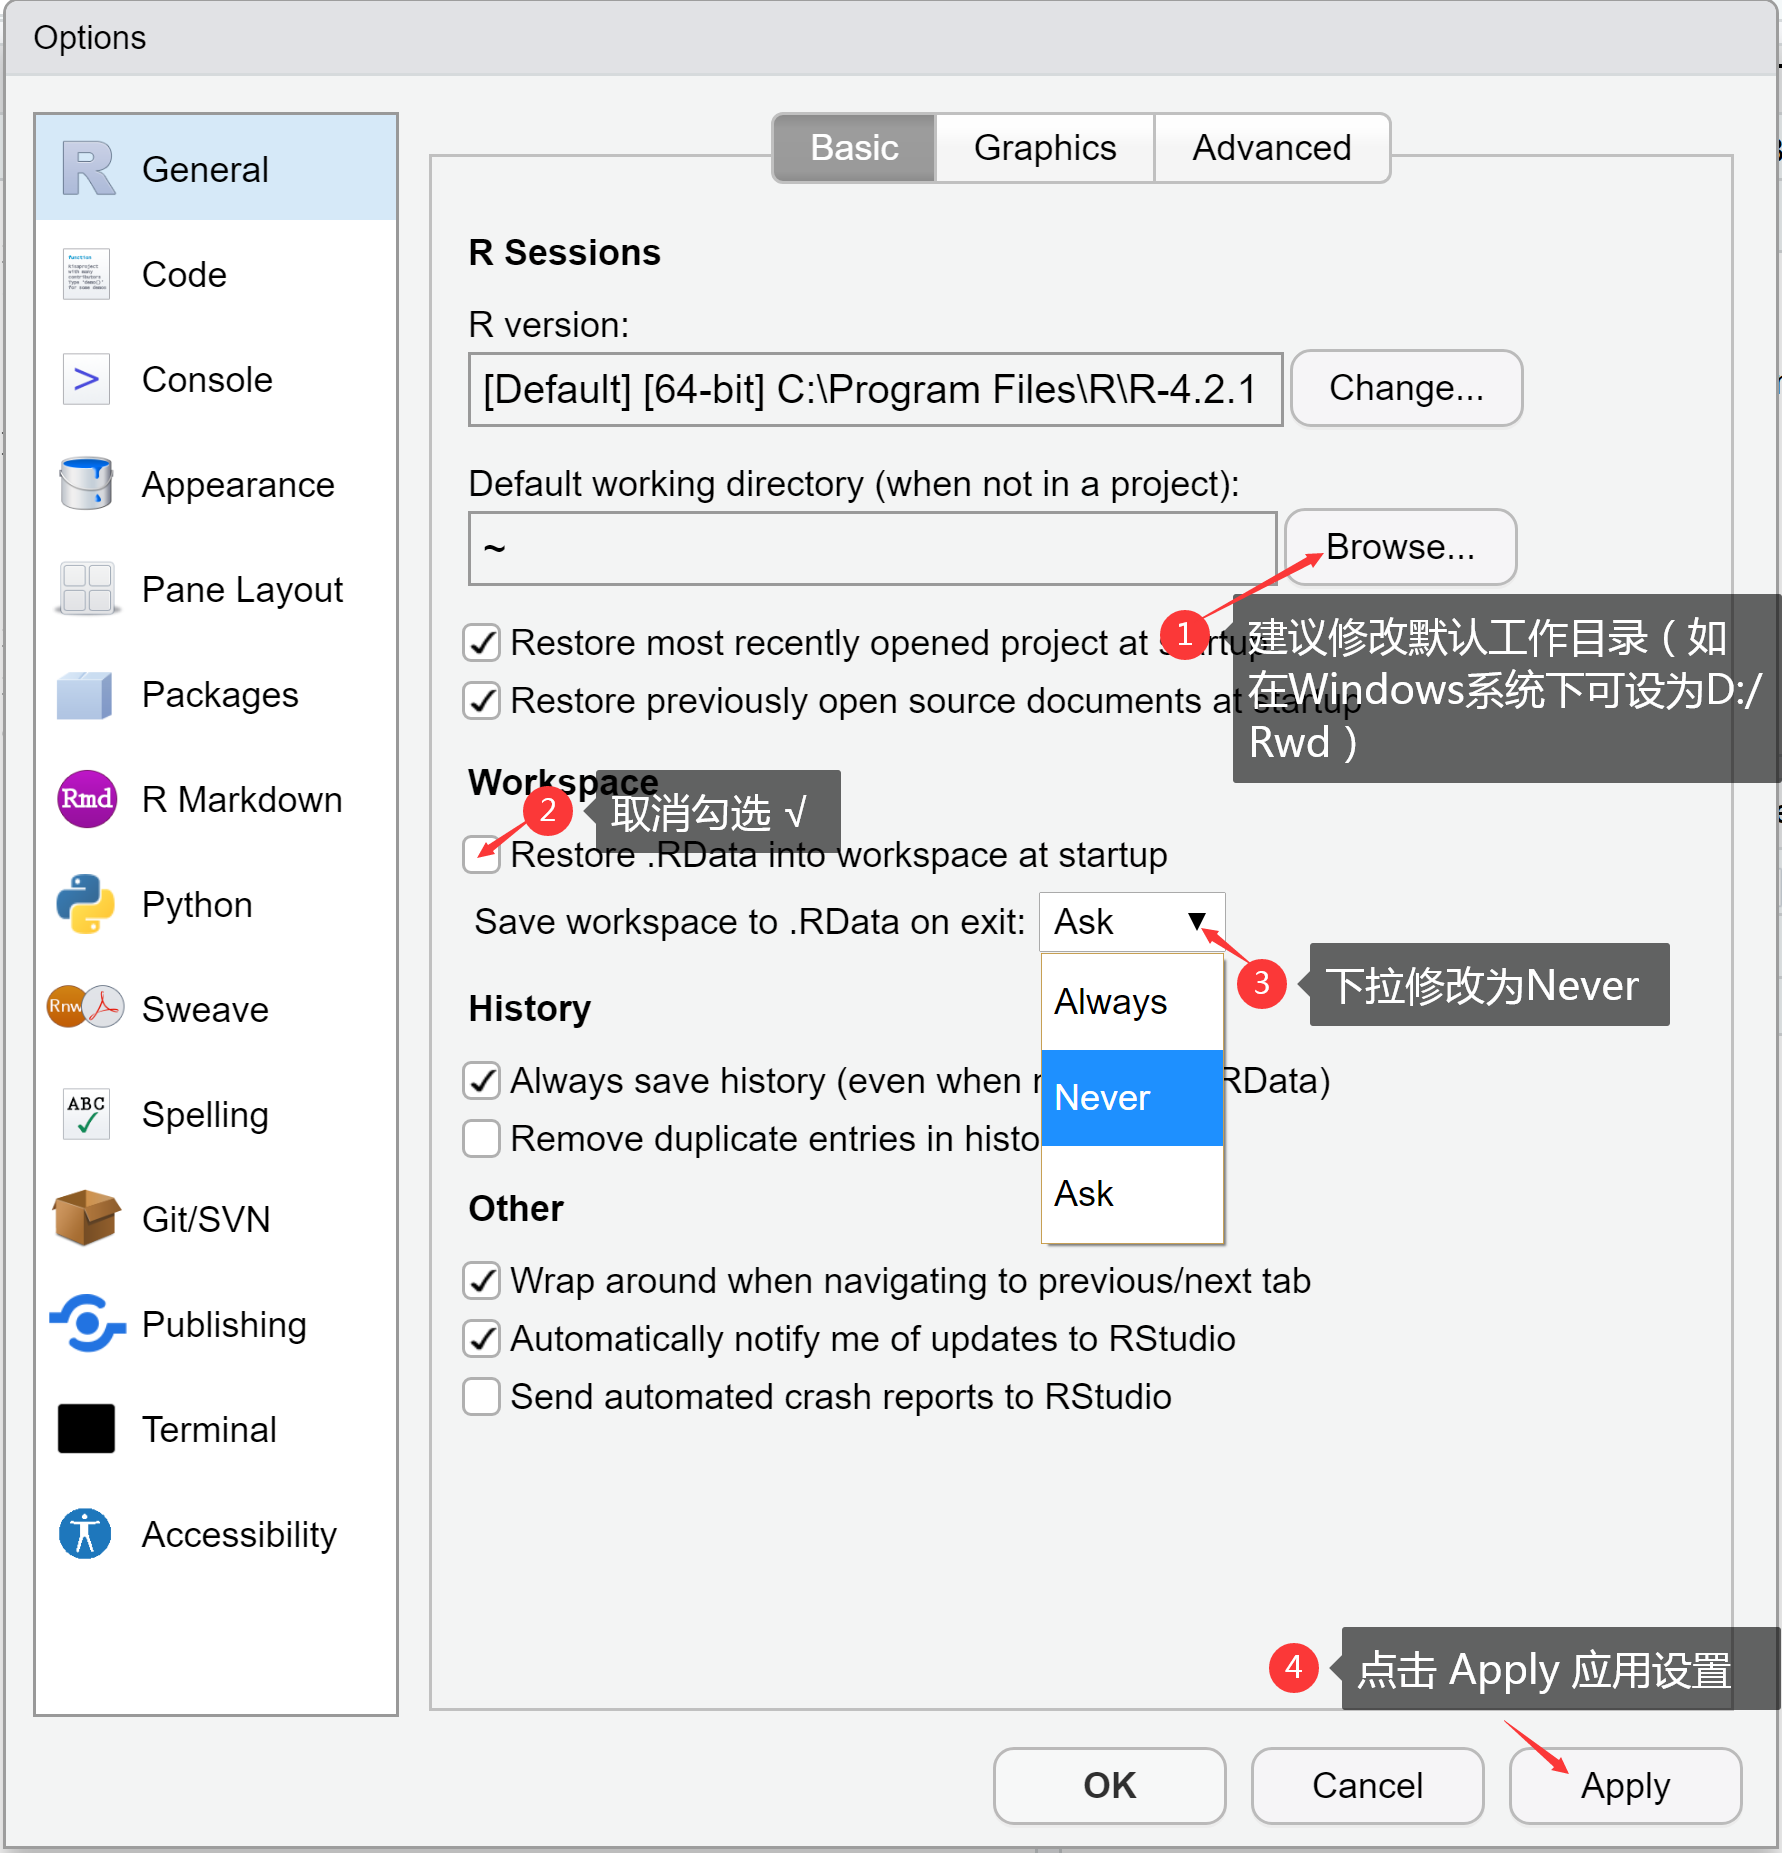 Options
General
Code
Console
Appearance
Pane Layout
Packages
Rmd
R Markdown
Python
Rnw
Sweave
ABC
Spelling
Git/SVN
Publishing
Terminal
Accessibility
Basic
Graphics
Advanced
R Sessions
R version:
[Default] [64-bit] C:\Program Files\R\R-4.2.1
Change...
Default working directory (when not in a project):
~
Browse...
Restore most recently opened project at startup
1
建议修改默认工作目录（如
在Windows系统下可设为D:/
Rwd）
Restore previously open source documents at startup
Workspace
2
取消勾选 √
Restore .RData into workspace at startup
Save workspace to .RData on exit:
Ask
3
下拉修改为Never
Always
Never
Ask
History
Always save history (even when
RData)
Remove duplicate entries in histo
Other
Wrap around when navigating to previous/next tab
Automatically notify me of updates to RStudio
Send automated crash reports to RStudio
4
点击 Apply 应用设置
OK
Cancel
Apply